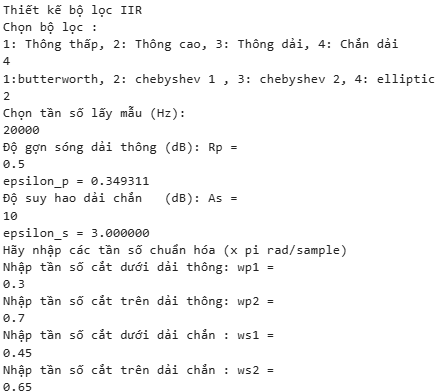 Thiết kế bộ lọc IIR
Chọn bộ lọc :
1: Thông thấp, 2: Thông cao, 3: Thông dải, 4: Chắn dải
4
1:butterworth, 2: chebyshev 1 , 3: chebyshev 2, 4: elliptic
2
Chọn tần số lấy mẫu (Hz):
20000
Độ gợn sóng dải thông (dB): Rp =
0.5
epsilon_p = 0.349311
Độ suy hao dải chắn   (dB): As =
10
epsilon_s = 3.000000
Hãy nhập các tần số chuẩn hóa (x pi rad/sample)
Nhập tần số cắt dưới dải thông: wp1 =
0.3
Nhập tần số cắt trên dải thông: wp2 =
0.7
Nhập tần số cắt dưới dải chắn : ws1 =
0.45
Nhập tần số cắt trên dải chắn : ws2 =
0.65